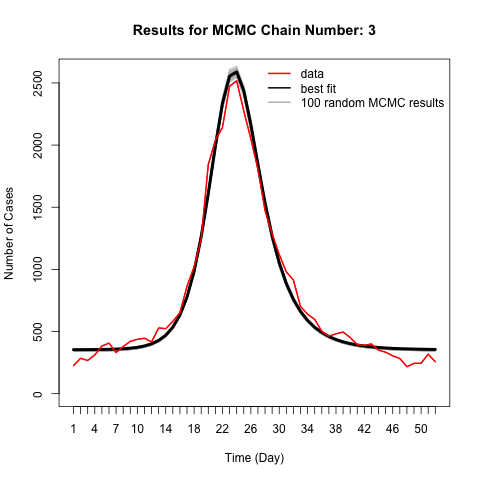 Results for MCMC Chain Number: 3
data
best fit
100 random MCMC results
Number of Cases
2500
2000
1500
1000
500
0
1 4 7 10 14 18 22 26 30 34 38 42 46 50
Time (Day)